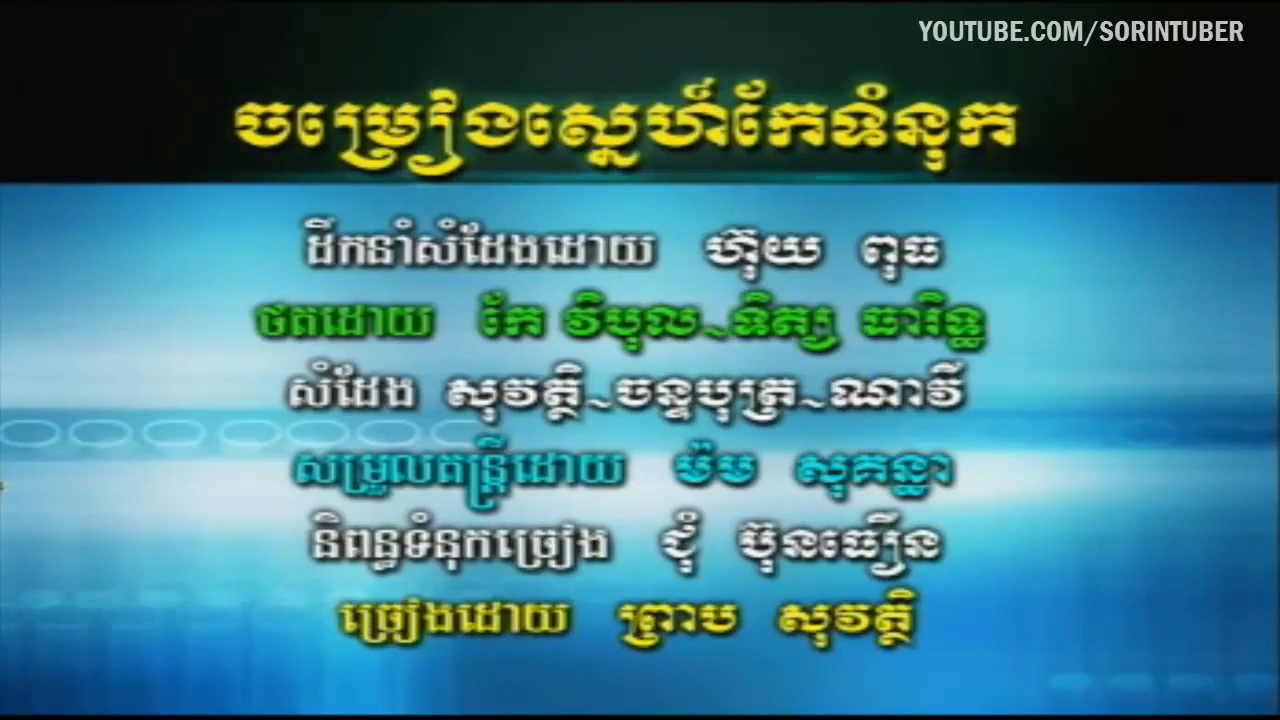 YOUTUBE.COM/SORINTUBER
ចម្រៀងស្នេហ៍កែទំនុក
ដឹកនាំសំដែងដោយ ហ៊ុយ ពុធ
ថតដោយ កែ វិបុល~ទិត្យ ធារិទ្ធ
សំដែង សុវត្ថិ~ចន្ទបុត្រ~ណាវី
សម្រួលតន្ត្រីដោយ ម៉ម សុគន្ធា
និពន្ធទំនុកច្រៀង ជុំ ប៊ុនធឿន
ច្រៀងដោយ ព្រាប សុវត្ថិ